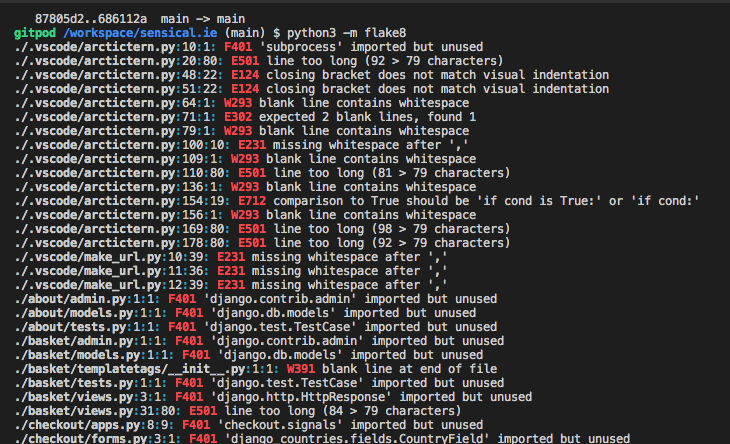 87805d2..686112a  main -> main
gitpod /workspace/sensical.ie (main) $ python3 -m flake8
./.vscode/arctictern.py:10:1: F401 'subprocess' imported but unused
./.vscode/arctictern.py:20:80: E501 line too long (92 > 79 characters)
./.vscode/arctictern.py:48:22: E124 closing bracket does not match visual indentation
./.vscode/arctictern.py:51:22: E124 closing bracket does not match visual indentation
./.vscode/arctictern.py:64:1: W293 blank line contains whitespace
./.vscode/arctictern.py:71:1: E302 expected 2 blank lines, found 1
./.vscode/arctictern.py:79:1: W293 blank line contains whitespace
./.vscode/arctictern.py:100:10: E231 missing whitespace after ','
./.vscode/arctictern.py:109:1: W293 blank line contains whitespace
./.vscode/arctictern.py:110:80: E501 line too long (81 > 79 characters)
./.vscode/arctictern.py:136:1: W293 blank line contains whitespace
./.vscode/arctictern.py:154:19: E712 comparison to True should be 'if cond is True:' or 'if cond:'
./.vscode/arctictern.py:156:1: W293 blank line contains whitespace
./.vscode/arctictern.py:169:80: E501 line too long (98 > 79 characters)
./.vscode/arctictern.py:178:80: E501 line too long (92 > 79 characters)
./.vscode/make_url.py:10:39: E231 missing whitespace after ','
./.vscode/make_url.py:11:36: E231 missing whitespace after ','
./.vscode/make_url.py:12:39: E231 missing whitespace after ','
./about/admin.py:1:1: F401 'django.contrib.admin' imported but unused
./about/models.py:1:1: F401 'django.db.models' imported but unused
./about/tests.py:1:1: F401 'django.test.TestCase' imported but unused
./basket/admin.py:1:1: F401 'django.contrib.admin' imported but unused
./basket/models.py:1:1: F401 'django.db.models' imported but unused
./basket/templatetags/__init__.py:1:1: W391 blank line at end of file
./basket/tests.py:1:1: F401 'django.test.TestCase' imported but unused
./basket/views.py:3:1: F401 'django.http.HttpResponse' imported but unused
./basket/views.py:31:80: E501 line too long (84 > 79 characters)
./checkout/apps.py:8:9: F401 'checkout.signals' imported but unused
./checkout/forms.py:3:1: F401 'django_countries.fields.CountryField' imported but unused